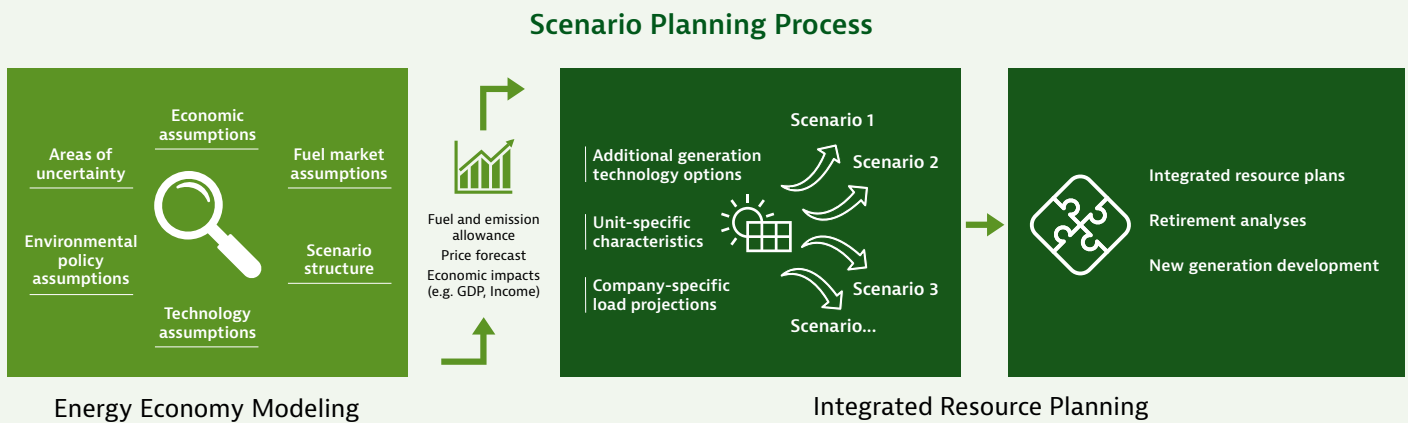 Scenario Planning Process
Economic
assumptions
Areas of
uncertainty
Fuel market
assumptions
Environmental
policy
assumptions
Scenario
structure
Technology
assumptions
Energy Economy Modeling
Fuel and emission
allowance
Price forecast
Economic impacts
(e.g. GDP, Income)
Additional generation
technology options
Unit-specific
characteristics
Company-specific
load projections
Scenario 1
Scenario 2
Scenario 3
Scenario...
Integrated resource plans
Retirement analyses
New generation development
Integrated Resource Planning